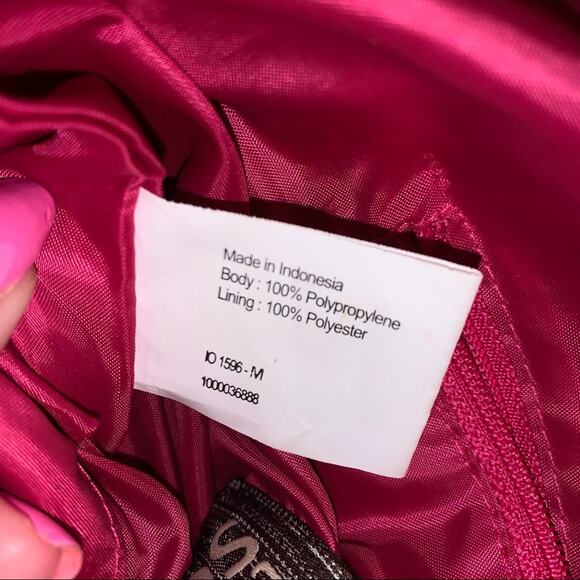 Made in Indonesia
Body : 100% Polypropylene
Lining : 100% Polyester
IO 1596 - M
1000036888